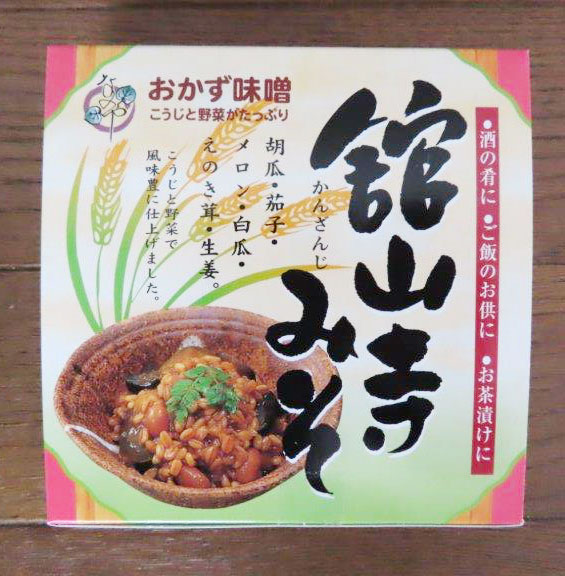 おかず味噌
こうじと野菜がたっぷり
舘山寺
かんざんじ
みそ
•酒の肴に •ご飯のお供に •お茶漬けに
胡瓜・茄子・
メロン・白瓜・
えのき茸・生姜。
こうじと野菜で
風味豊に仕上げました。